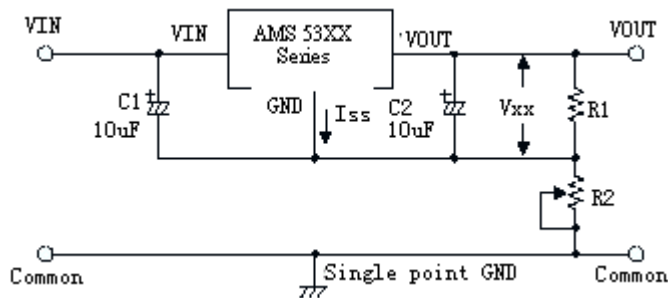 VIN
VIN
AMS 53XX
Series
VOUT
VOUT
C1
10uF
GND
Iss
C2
10uF
Vxx
R1
R2
Common
Single point GND
Common